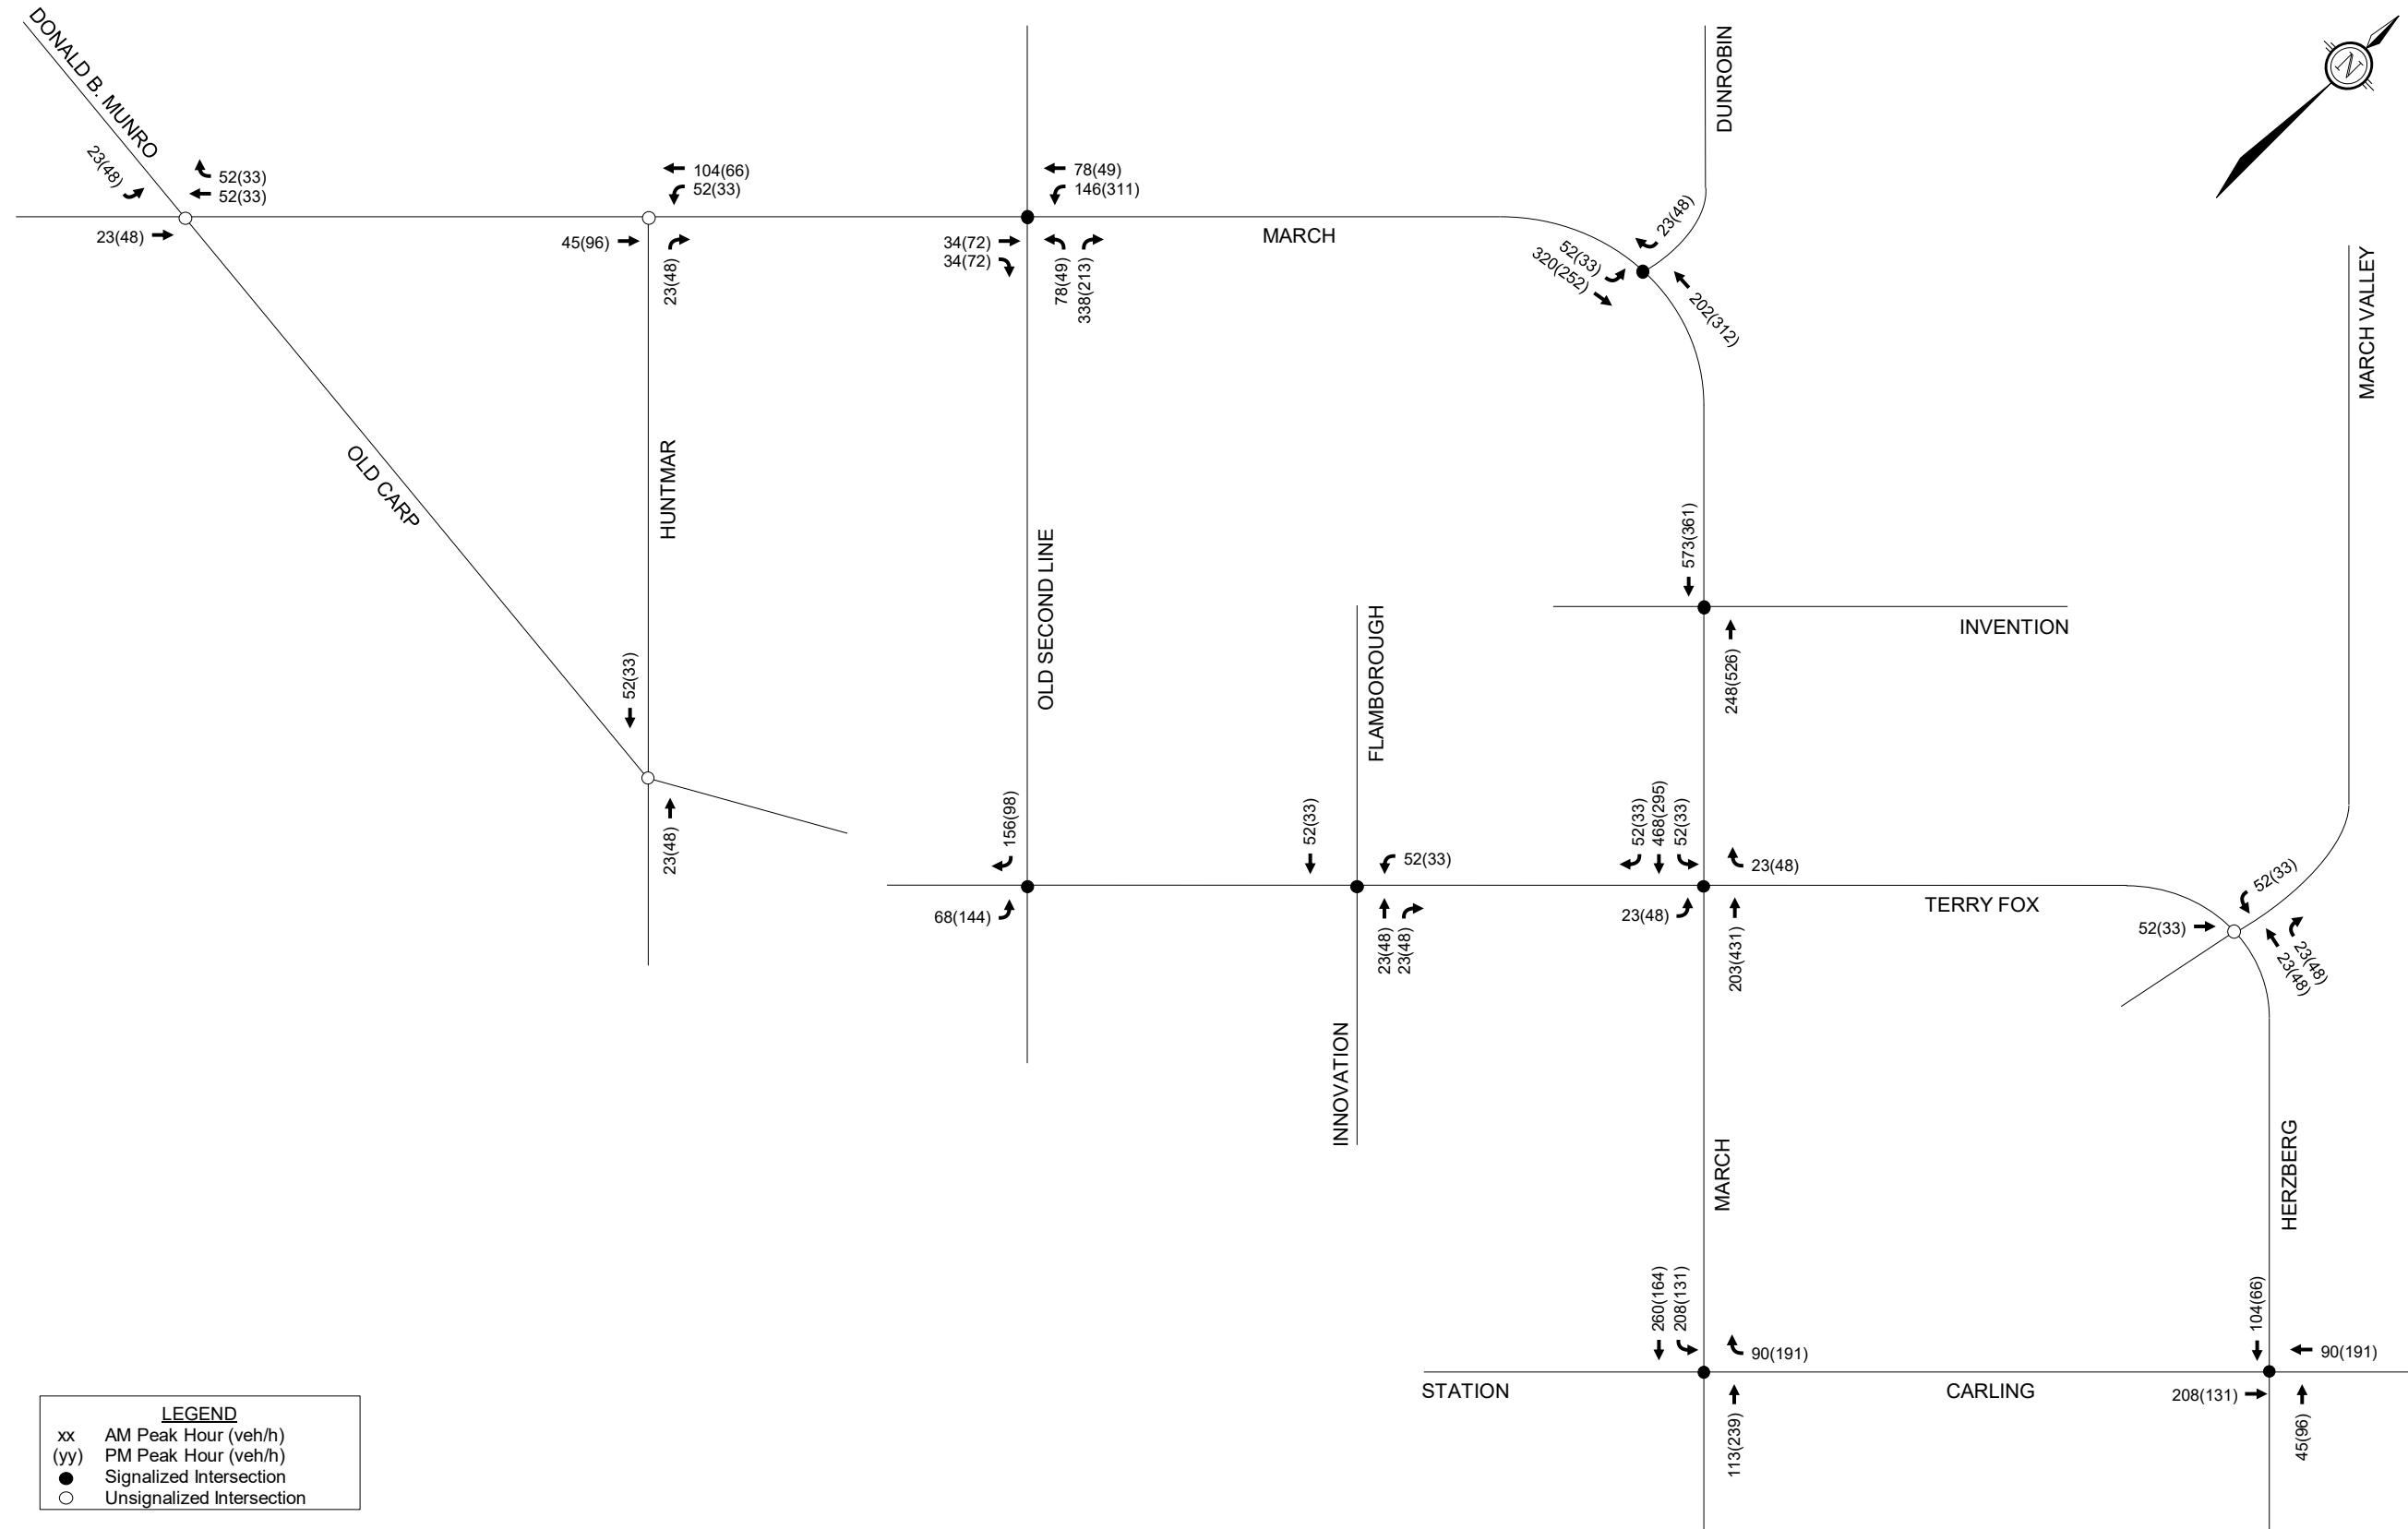 DONALD B. MUNRO
23(48)
52(33)
52(33)
23(48)
104(66)
52(33)
45(96)
23(48)
78(49)
146(311)
34(72)
34(72)
78(49)
338(213)
MARCH
DUNROBIN
23(48)
52(33)
320(252)
202(312)
N
MARCH VALLEY
OLD CARP
HUNTMAR
OLD SECOND LINE
FLAMBOROUGH
573(361)
INVENTION
248(526)
52(33)
23(48)
156(98)
68(144)
52(33)
52(33)
23(48)
23(48)
INNOVATION
52(33)
468(295)
52(33)
23(48)
23(48)
203(431)
TERRY FOX
52(33)
52(33)
23(48)
23(48)
MARCH
HERZBERG
260(164)
208(131)
90(191)
113(239)
STATION
CARLING
104(66)
90(191)
208(131)
45(96)
LEGEND
xx AM Peak Hour (veh/h)
(yy) PM Peak Hour (veh/h)
Signalized Intersection
Unsignalized Intersection